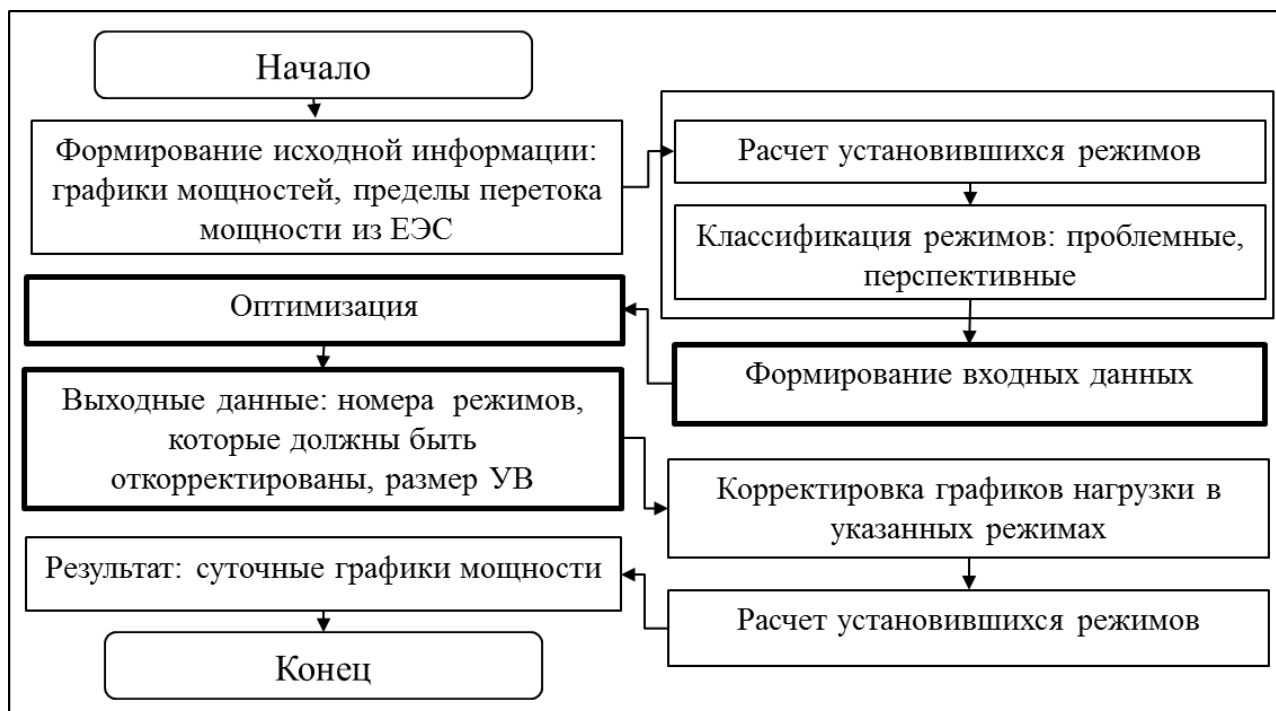 Начало
Формирование исходной информации:
графики мощностей, пределы перетока
мощности из ЕЭС
Расчет установившихся режимов
Классификация режимов: проблемные,
перспективные
Формирование входных данных
Оптимизация
Выходные данные: номера режимов,
которые должны быть
откорректированы, размер УВ
Корректировка графиков нагрузки в
указанных режимах
Расчет установившихся режимов
Результат: суточные графики мощности
Конец